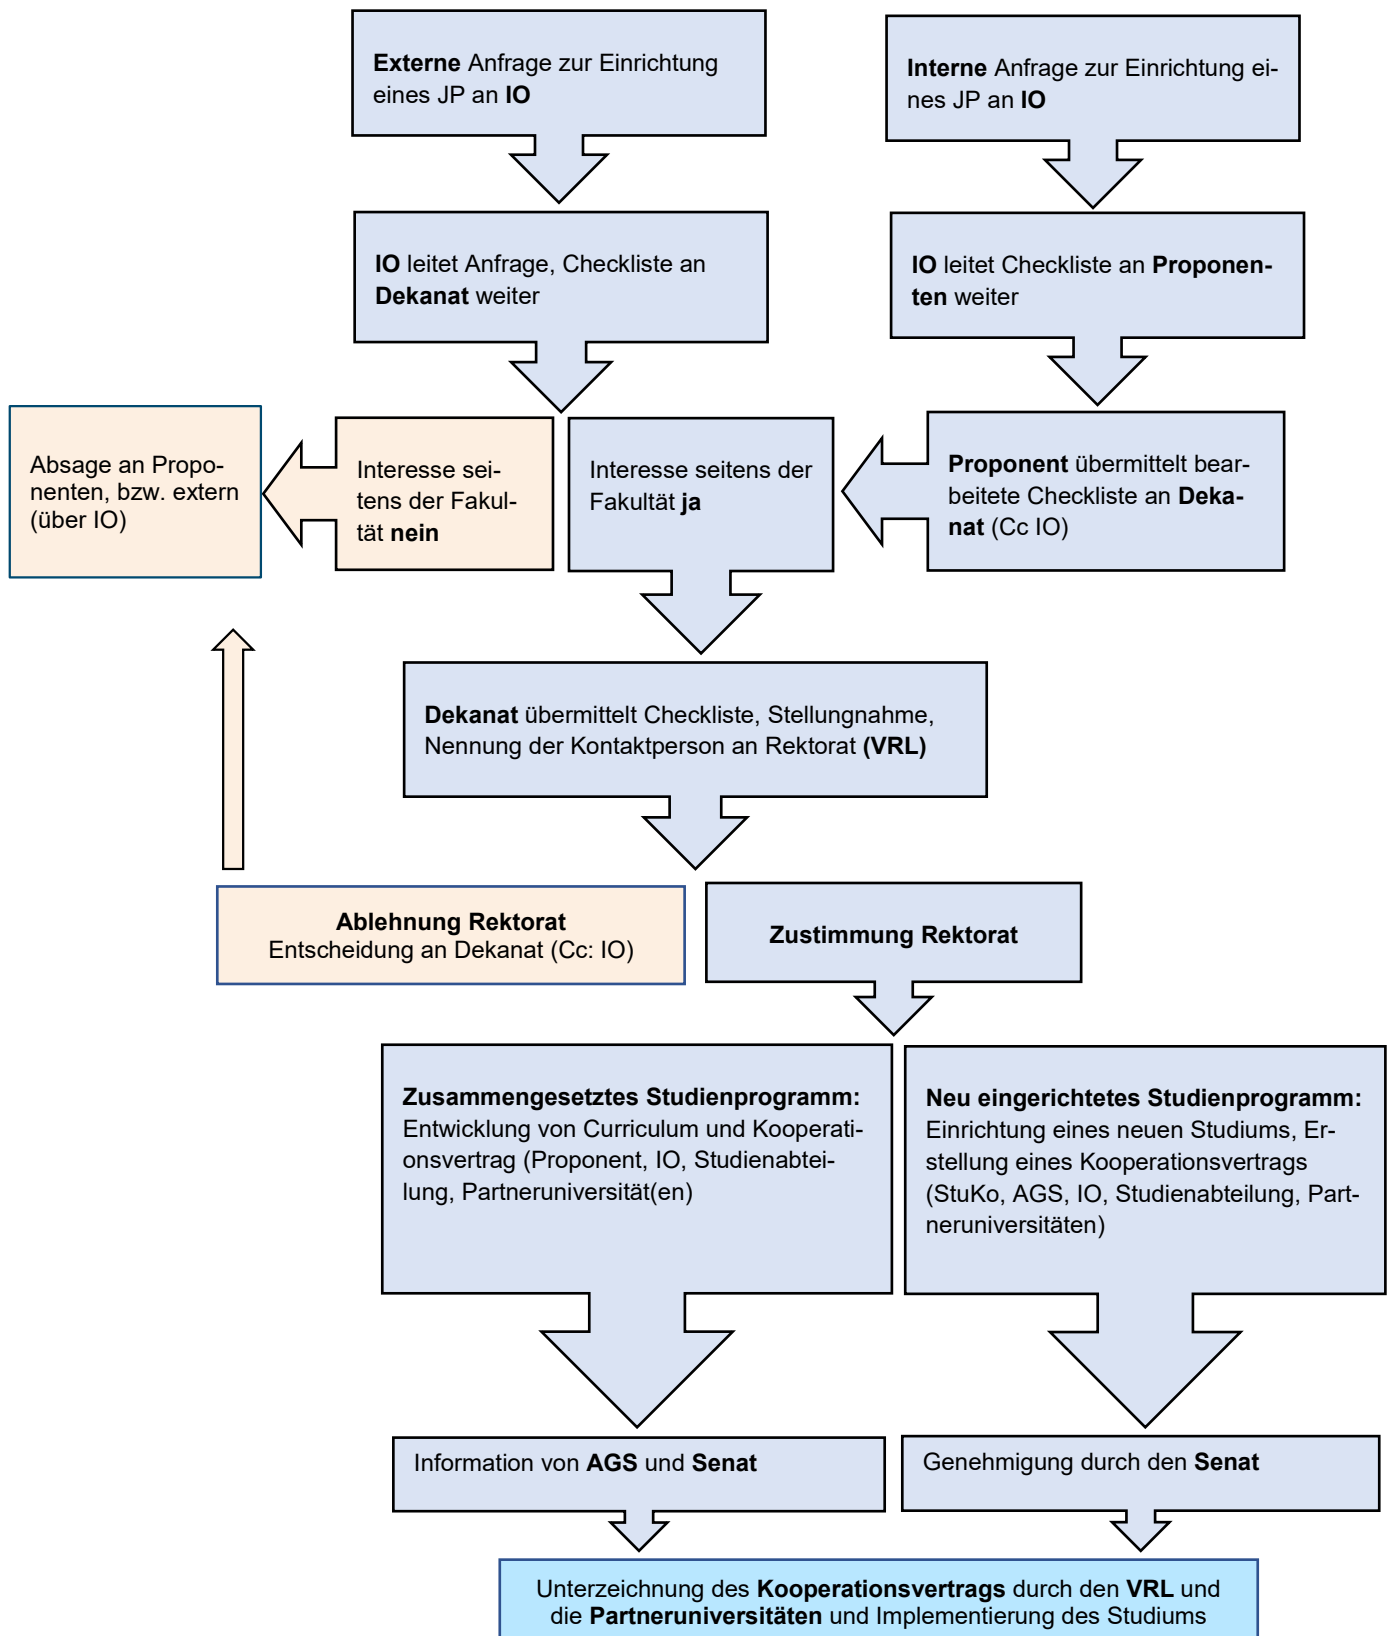 Externe Anfrage zur Einrichtung
eines JP an IO
Interne Anfrage zur Einrichtung ei-
nes JP an IO
IO leitet Anfrage, Checkliste an
Dekanat weiter
IO leitet Checkliste an Proponen-
ten weiter
Absage an Propo-
nenten, bzw. extern
(über IO)
Interesse sei-
tens der Fakul-
tät nein
Interesse seitens der
Fakultät ja
Proponent übermittelt bear-
beitete Checkliste an Deka-
nat (Cc IO)
Dekanat übermittelt Checkliste, Stellungnahme,
Nennung der Kontaktperson an Rektorat (VRL)
Ablehnung Rektorat
Entscheidung an Dekanat (Cc: IO)
Zustimmung Rektorat
Zusammengesetztes Studienprogramm:
Entwicklung von Curriculum und Kooperati-
onsvertrag (Proponent, IO, Studienabtei-
lung, Partneruniversität(en)
Neu eingerichtetes Studienprogramm:
Einrichtung eines neuen Studiums, Er-
stellung eines Kooperationsvertrags
(StuKo, AGS, IO, Studienabteilung, Part-
neruniversitäten)
Information von AGS und Senat
Genehmigung durch den Senat
Unterzeichnung des Kooperationsvertrags durch den VRL und
die Partneruniversitäten und Implementierung des Studiums